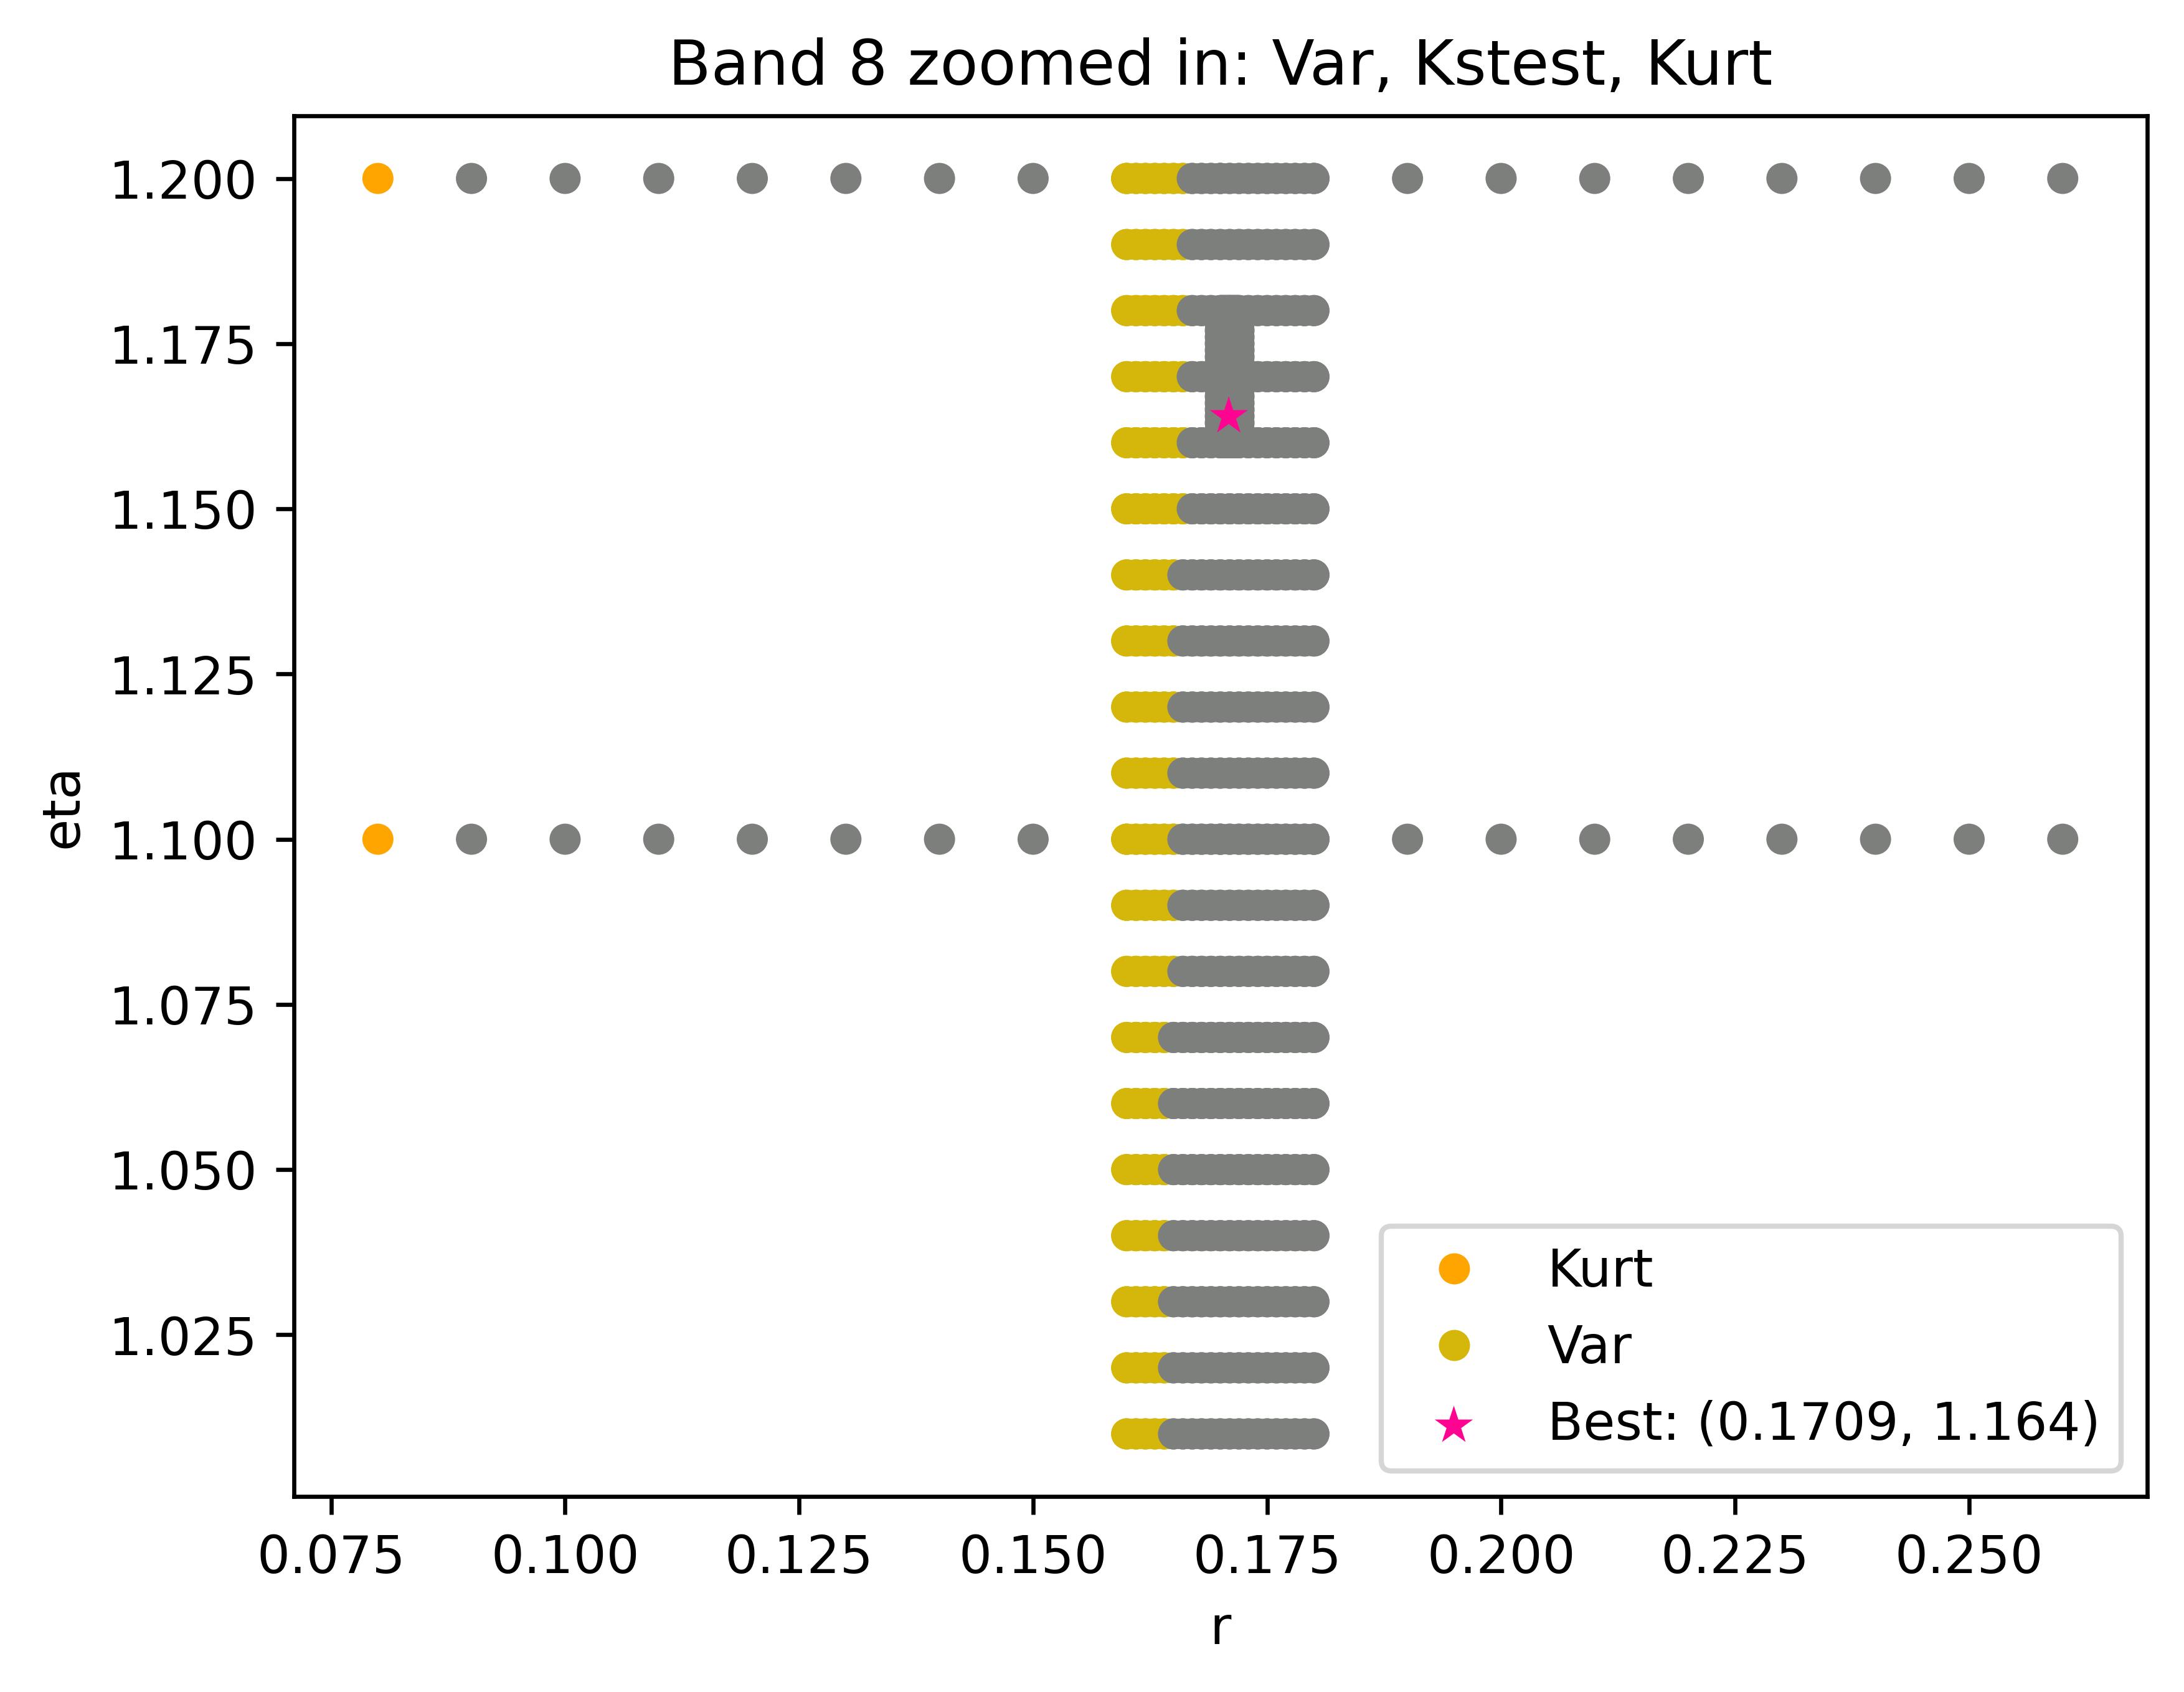 Band 8 zoomed in: Var, Kstest, Kurt
1.200
1.175
1.150
1.125
1.100
1.075
1.050
1.025
eta
Kurt
Var
Best: (0.1709, 1.164)
0.075 0.100 0.125 0.150 0.175 0.200 0.225 0.250
r